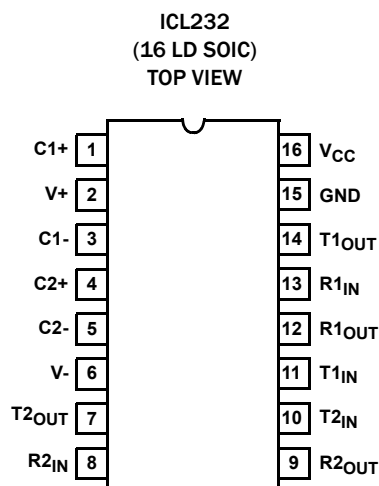 ICL232
(16 LD SOIC)
TOP VIEW
C1+ 1 16 VCC
V+ 2 15 GND
C1- 3 14 T1OUT
C2+ 4 13 R1IN
C2- 5 12 R1OUT
V- 6 11 T1IN
T2OUT 7 10 T2IN
R2IN 8 9 R2OUT